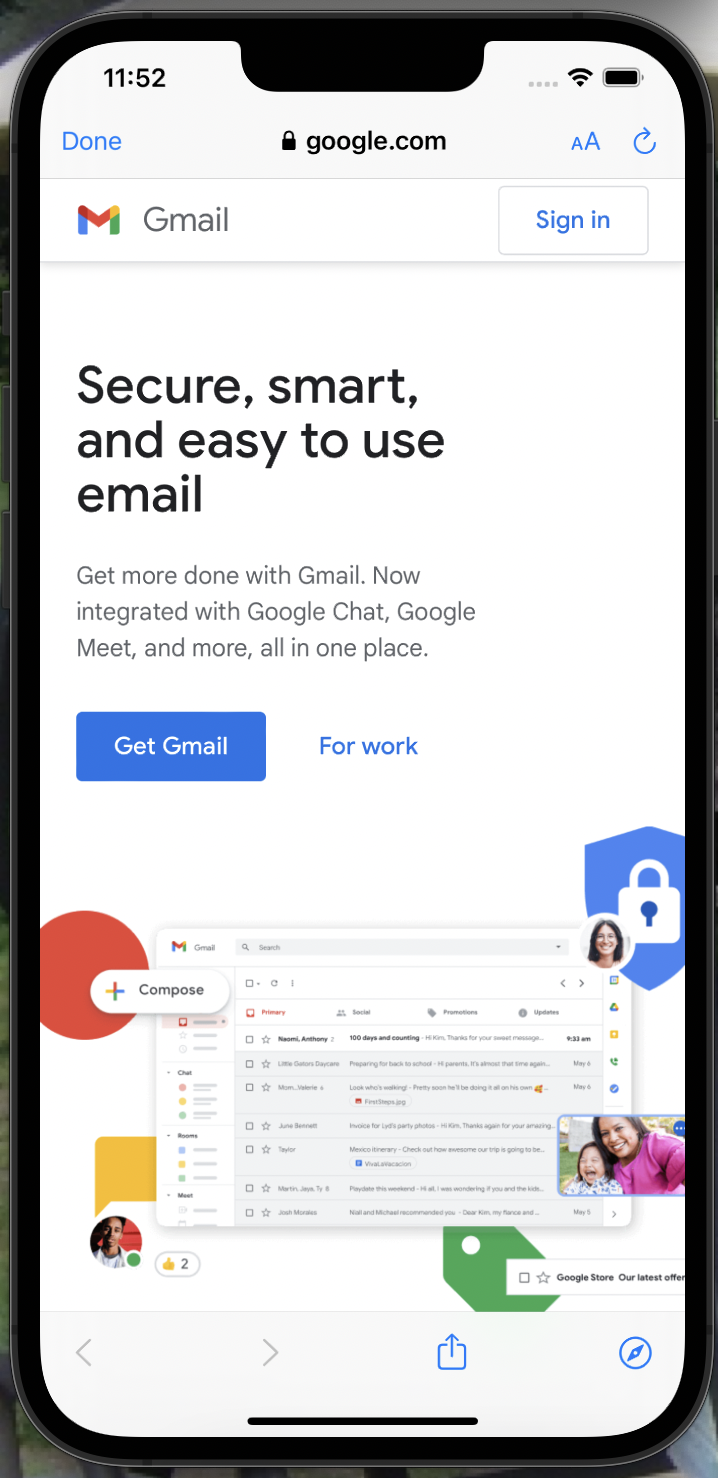 11:52
Done
google.com
AA
Gmail
Sign in
Secure, smart,
and easy to use
email
Get more done with Gmail. Now
integrated with Google Chat, Google
Meet, and more, all in one place.
Get Gmail
For work
Gmail
Search
Compose
Primary
Social
Promotions
Updates
Naomi, Anthony 2
100 days and counting - Hi Kim, Thanks for your sweet message...
9:33 am
Little Gators Daycare
Preparing for back to school - Hi parents, It's almost that time again...
May 6
Chat
Mom, Valerie 6
Look who's walking! - Pretty soon he'll be doing it all on his own 🥰
May 6
FirstSteps.jpg
June Bennett
Invoice for Lyd's party photos - Hi Kim, Thanks again for your amazing...
Rooms
Taylor
Mexico Itinerary - Check out how awesome our trip is going to be...
VivaLaVacacion
Martin, Jaya, Ty 8
Playdate this weekend - Hi all, I was wondering if you and the kids...
Meet
Josh Morales
Niall and Michael recommended you - Dear Kim, my fiance and ...
May 5
👍 2
Google Store Our latest offer